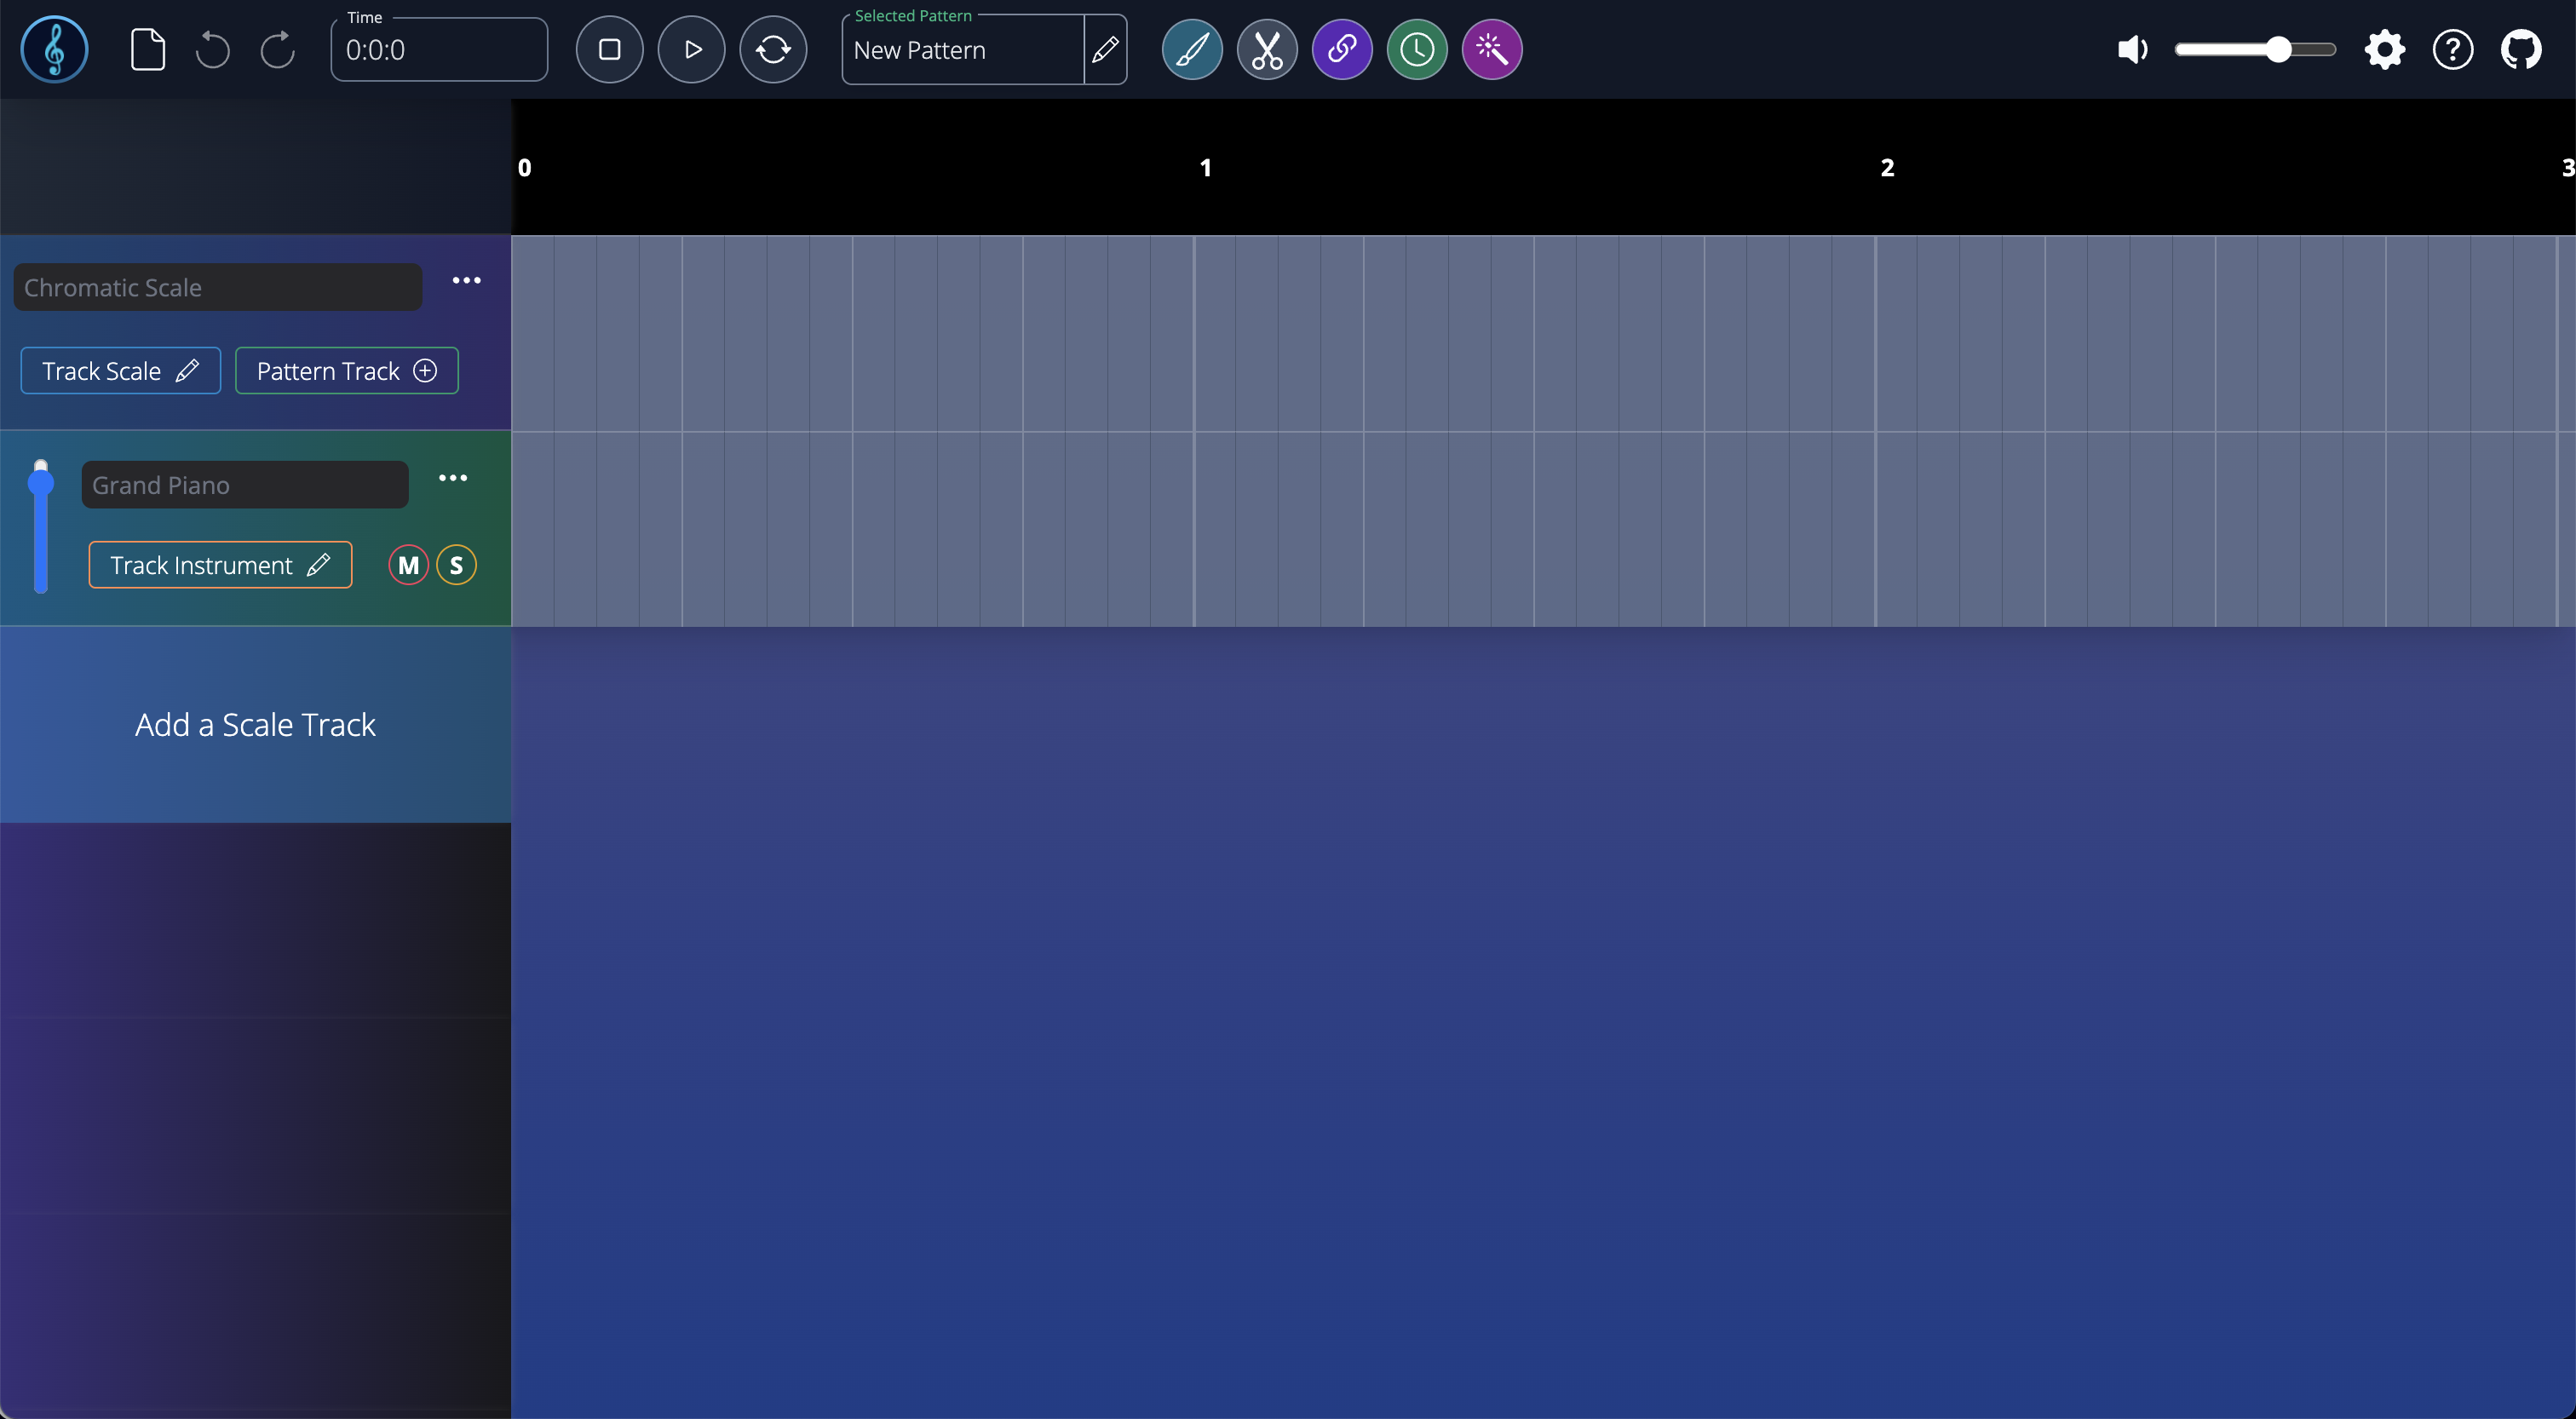 Time
0:0:0
Selected Pattern
New Pattern
0 1 2 3
Chromatic Scale
Track Scale
Pattern Track
Grand Piano
Track Instrument
M S
Add a Scale Track